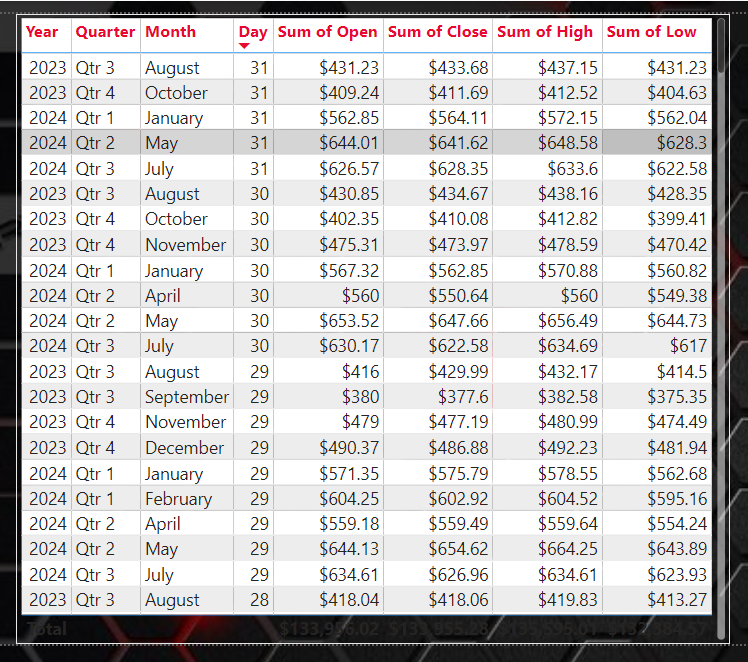 Year Quarter Month Day Sum of Open Sum of Close Sum of High Sum of Low
2023 Qtr 3 August 31 $431.23 $433.68 $437.15 $431.23
2023 Qtr 4 October 31 $409.24 $411.69 $412.52 $404.63
2024 Qtr 1 January 31 $562.85 $564.11 $572.15 $562.04
2024 Qtr 2 May 31 $644.01 $641.62 $648.58 $628.3
2024 Qtr 3 July 31 $626.57 $628.35 $633.6 $622.58
2023 Qtr 3 August 30 $430.85 $434.67 $438.16 $428.35
2023 Qtr 4 October 30 $402.35 $410.08 $412.82 $399.41
2023 Qtr 4 November 30 $475.31 $473.97 $478.59 $470.42
2024 Qtr 1 January 30 $567.32 $562.85 $570.88 $560.82
2024 Qtr 2 April 30 $560 $550.64 $560 $549.38
2024 Qtr 2 May 30 $653.52 $647.66 $656.49 $644.73
2024 Qtr 3 July 30 $630.17 $622.58 $634.69 $617
2023 Qtr 3 August 29 $416 $429.99 $432.17 $414.5
2023 Qtr 3 September 29 $380 $377.6 $382.58 $375.35
2023 Qtr 4 November 29 $479 $477.19 $480.99 $474.49
2023 Qtr 4 December 29 $490.37 $486.88 $492.23 $481.94
2024 Qtr 1 January 29 $571.35 $575.79 $578.55 $562.68
2024 Qtr 1 February 29 $604.25 $602.92 $604.52 $595.16
2024 Qtr 2 April 29 $559.18 $559.49 $559.64 $554.24
2024 Qtr 2 May 29 $644.13 $654.62 $664.25 $643.89
2024 Qtr 3 July 29 $634.61 $626.96 $634.61 $623.93
2023 Qtr 3 August 28 $418.04 $418.06 $419.83 $413.27
Total